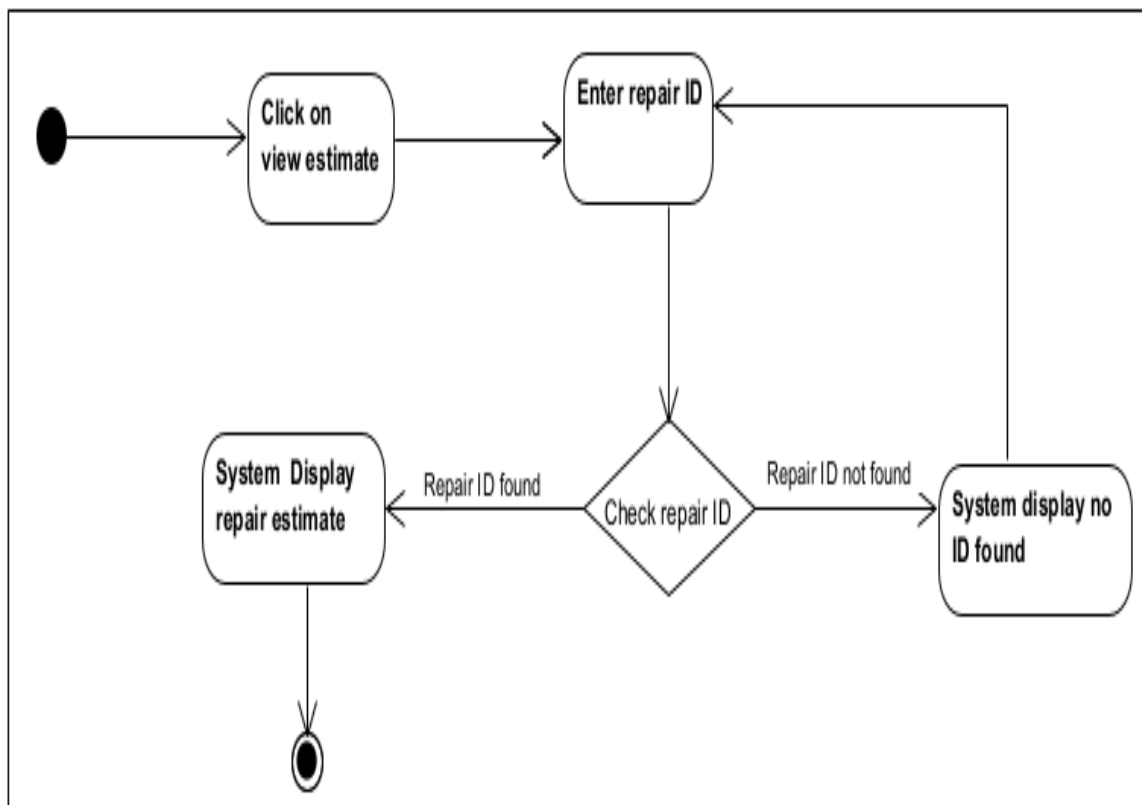 Click on
view estimate
Enter repair ID
System Display
repair estimate
Repair ID found
Check repair ID
Repair ID not found
System display no
ID found